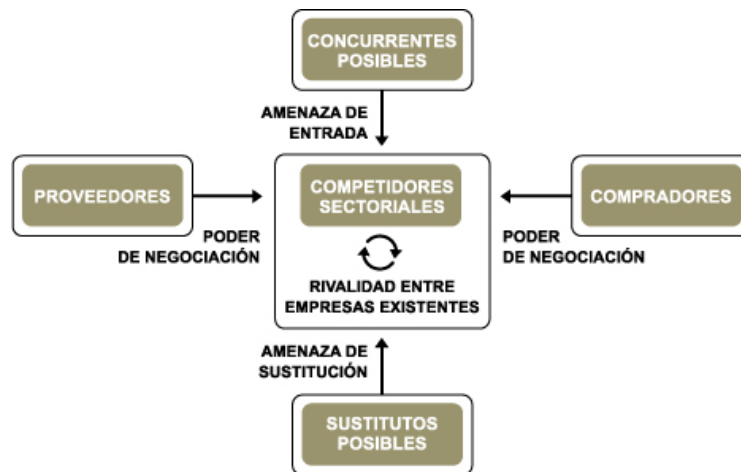 CONCURRENTES
POSIBLES
AMENAZA DE
ENTRADA
PROVEEDORES
COMPETIDORES
SECTORIALES
COMPRADORES
PODER
DE NEGOCIACIÓN
PODER
DE NEGOCIACIÓN
RIVALIDAD ENTRE
EMPRESAS EXISTENTES
AMENAZA DE
SUSTITUCIÓN
SUSTITUTOS
POSIBLES